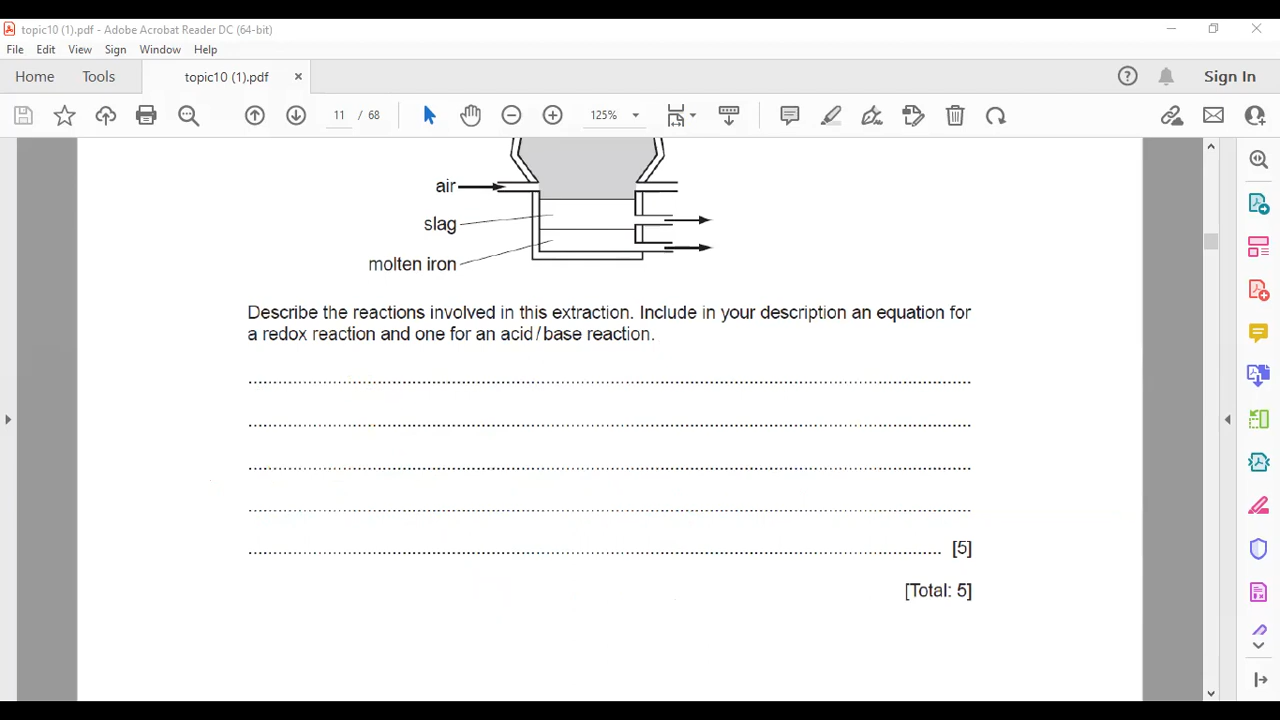 topic10 (1).pdf - Adobe Acrobat Reader DC (64-bit)
File Edit View Sign Window Help
Home Tools topic10 (1).pdf × Sign In
11 / 68 125%
air
slag
molten iron
Describe the reactions involved in this extraction. Include in your description an equation for
a redox reaction and one for an acid / base reaction.
..........................................................................................
..........................................................................................
..........................................................................................
..........................................................................................
.......................................................................................... [5]
[Total: 5]